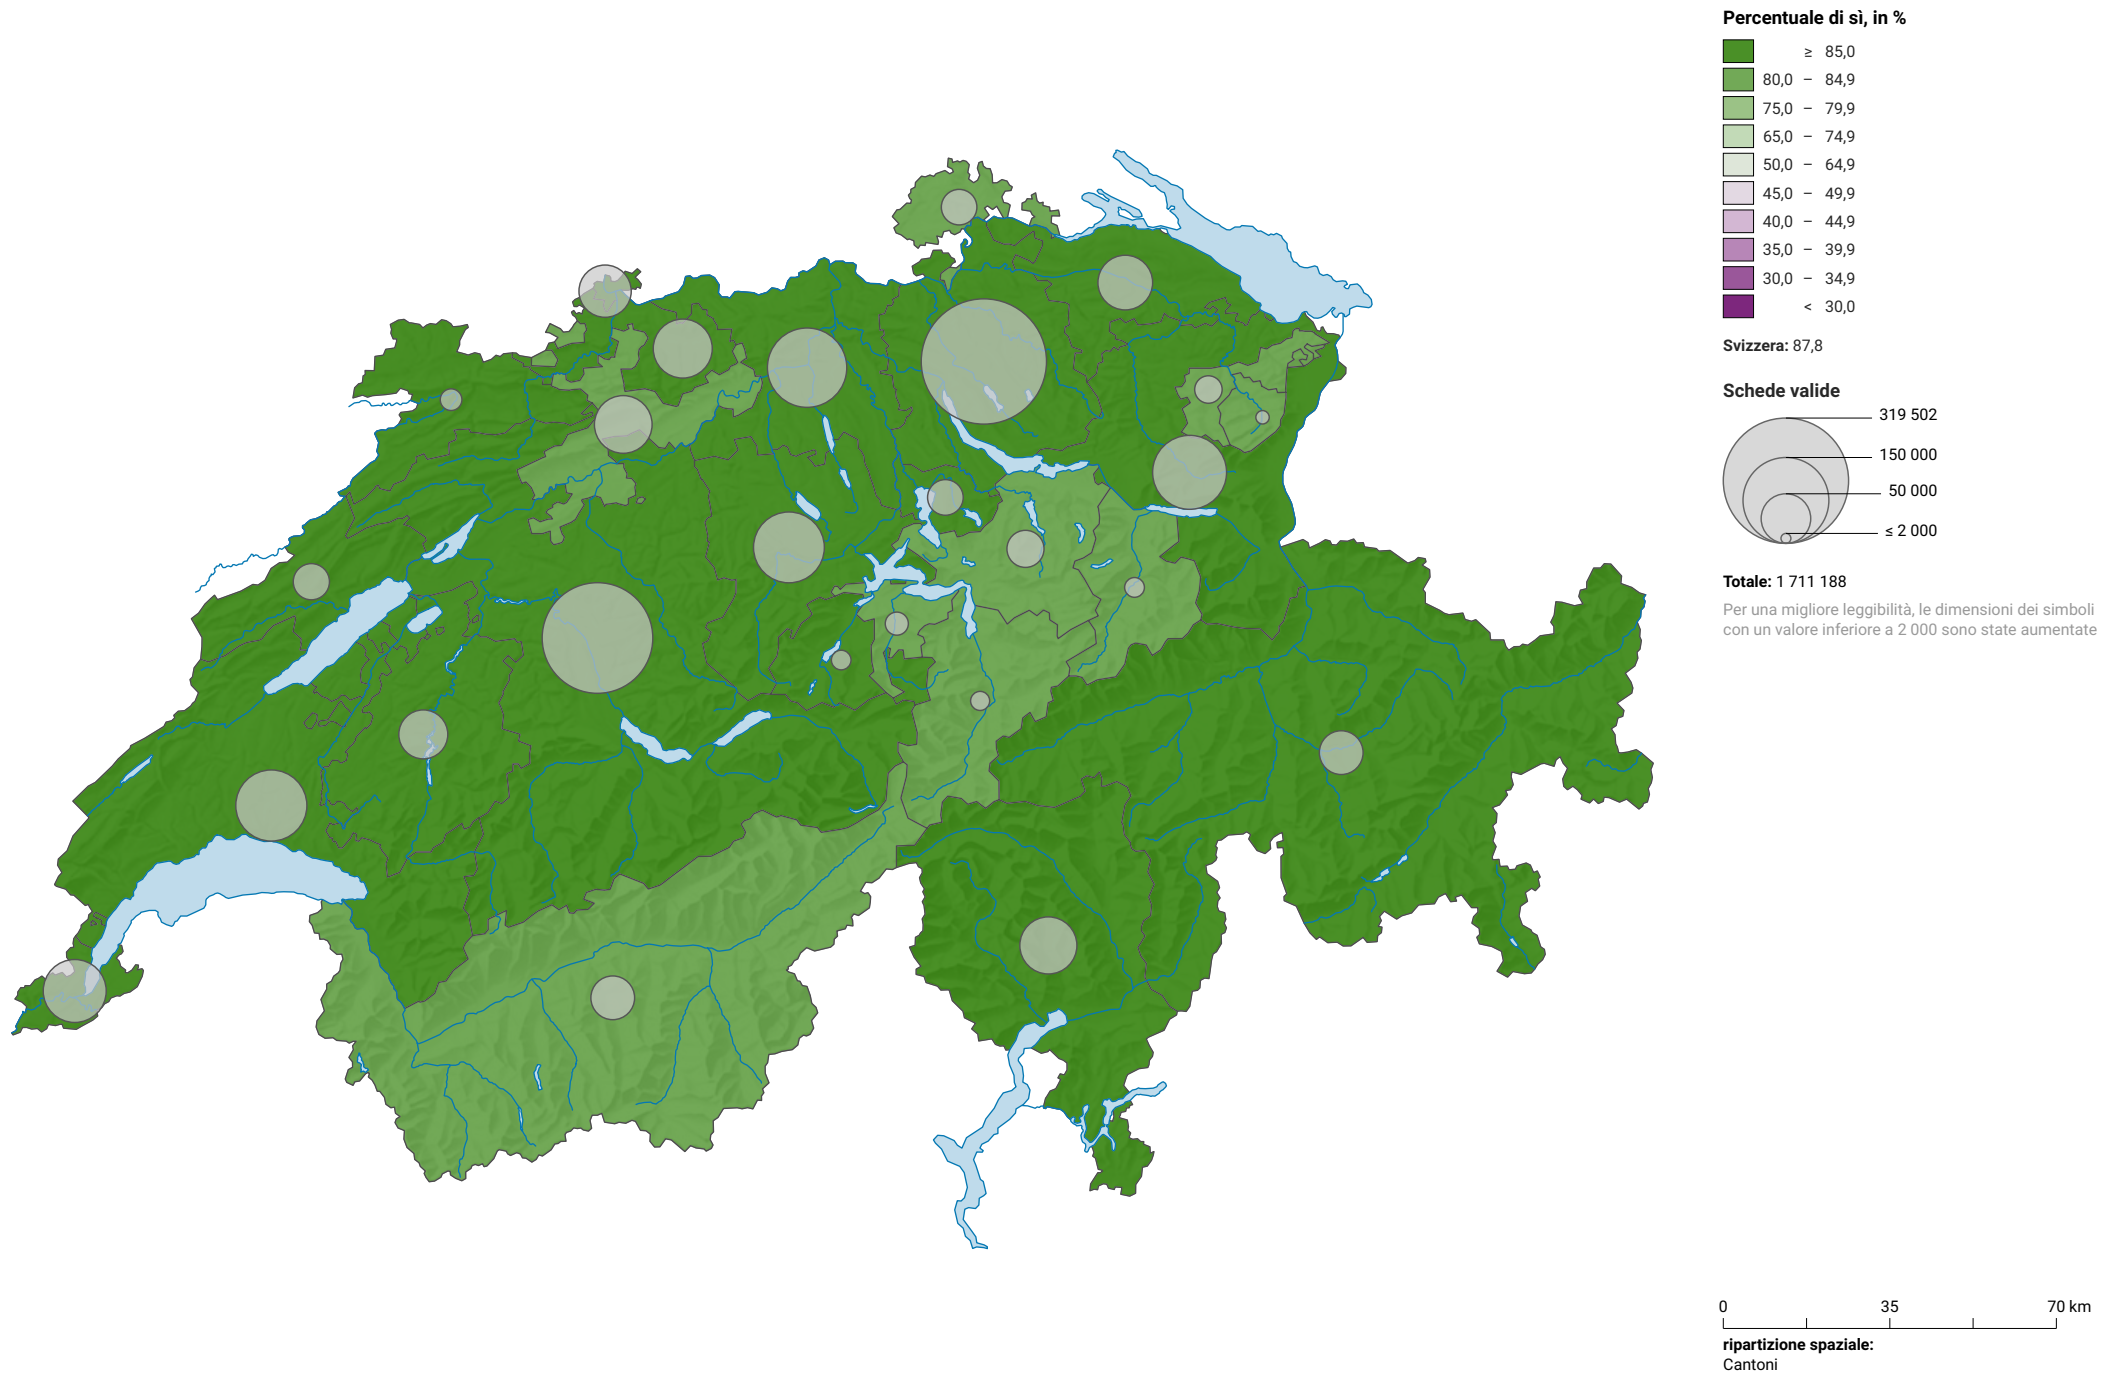 Percentuale di sì, in %
≥ 85,0
80,0 – 84,9
75,0 – 79,9
65,0 – 74,9
50,0 – 64,9
45,0 – 49,9
40,0 – 44,9
35,0 – 39,9
30,0 – 34,9
< 30,0
Svizzera: 87,8
Schede valide
319 502
150 000
50 000
≤ 2 000
Totale: 1 711 188
Per una migliore leggibilità, le dimensioni dei simboli
con un valore inferiore a 2 000 sono state aumentate
0 35 70 km
ripartizione spaziale:
Cantoni